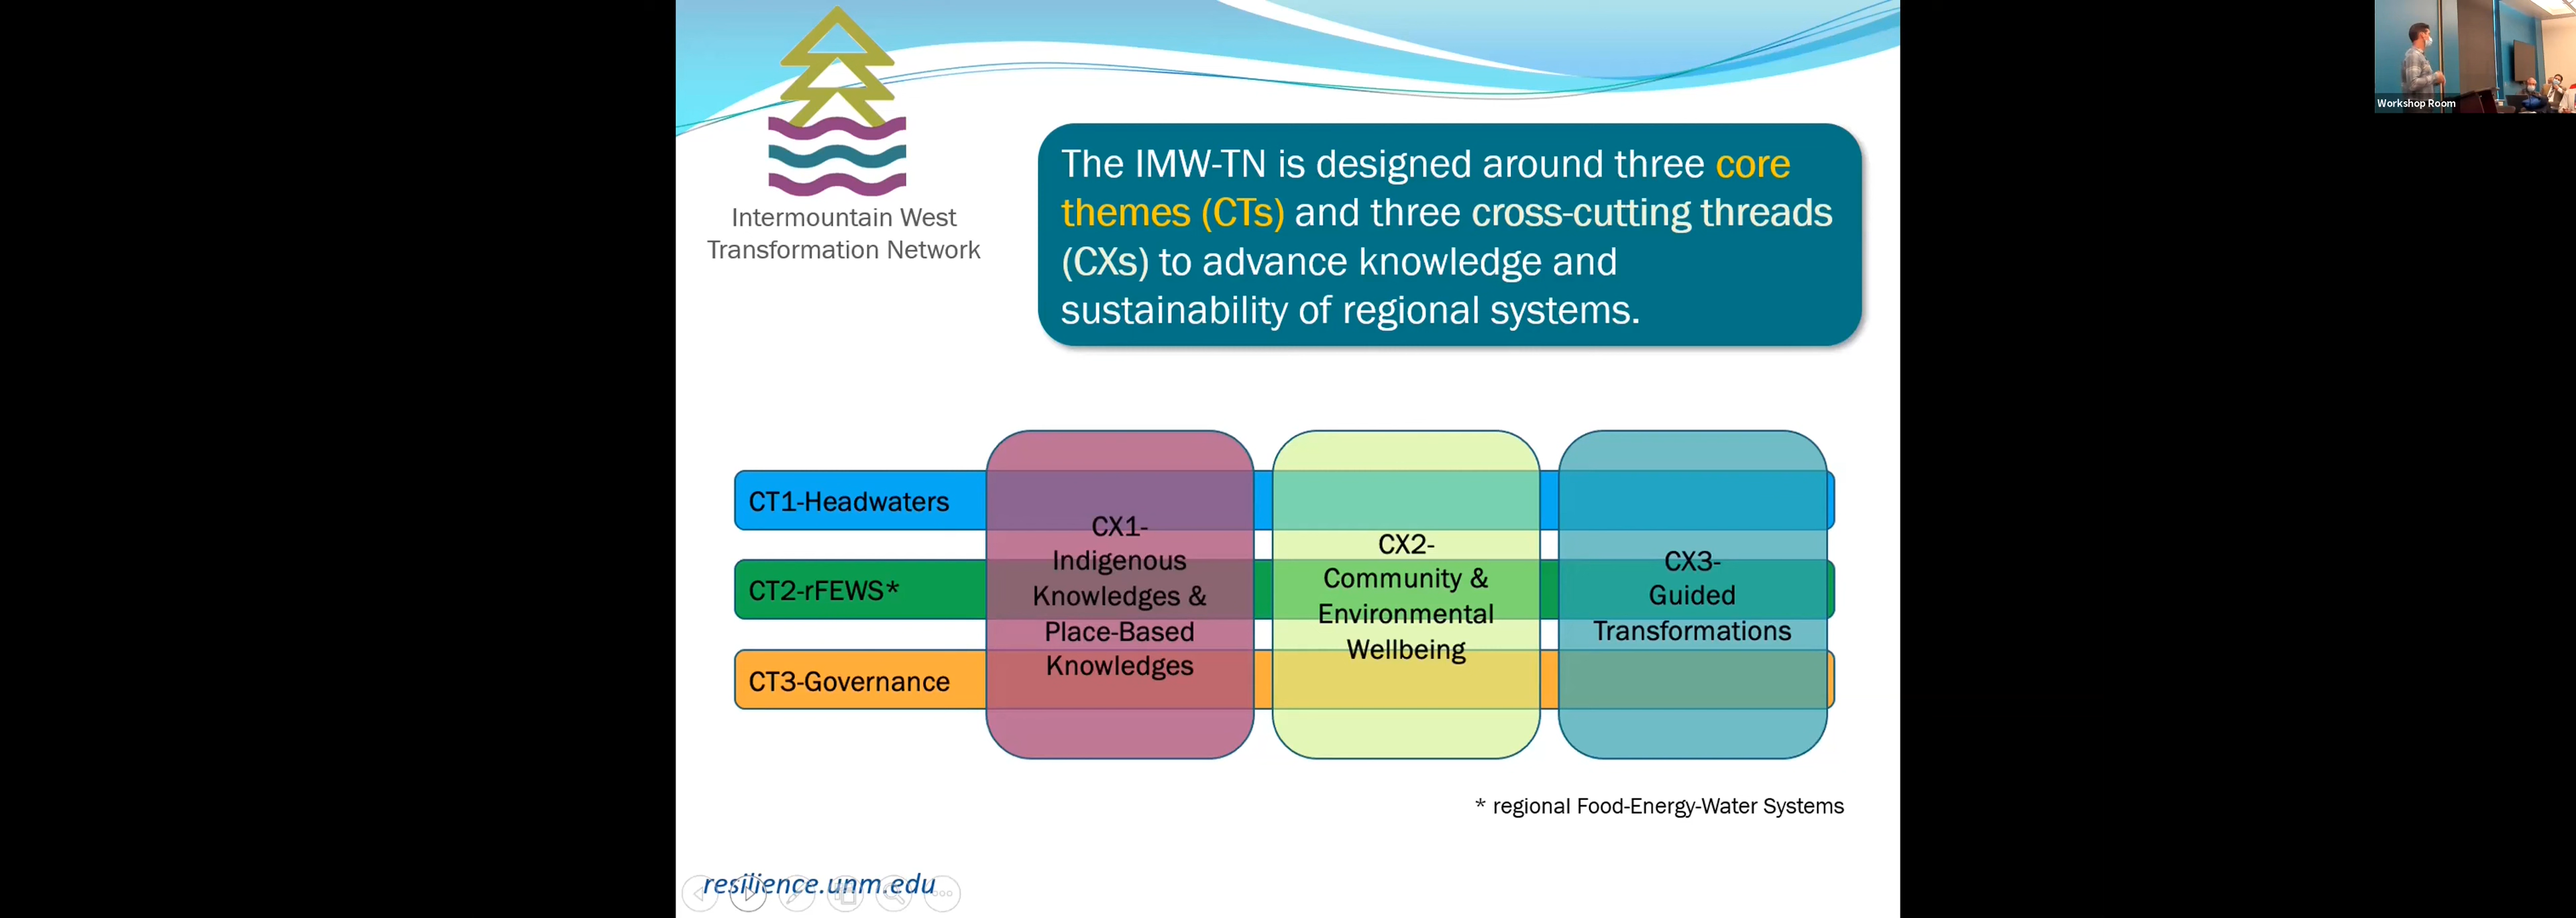 Workshop Room
Intermountain West
Transformation Network
The IMW-TN is designed around three core
themes (CTs) and three cross-cutting threads
(CXs) to advance knowledge and
sustainability of regional systems.
CT1-Headwaters
CT2-rFEWS*
CT3-Governance
CX1-
Indigenous
Knowledges &
Place-Based
Knowledges
CX2-
Community &
Environmental
Wellbeing
CX3-
Guided
Transformations
* regional Food-Energy-Water Systems
resilience.unm.edu